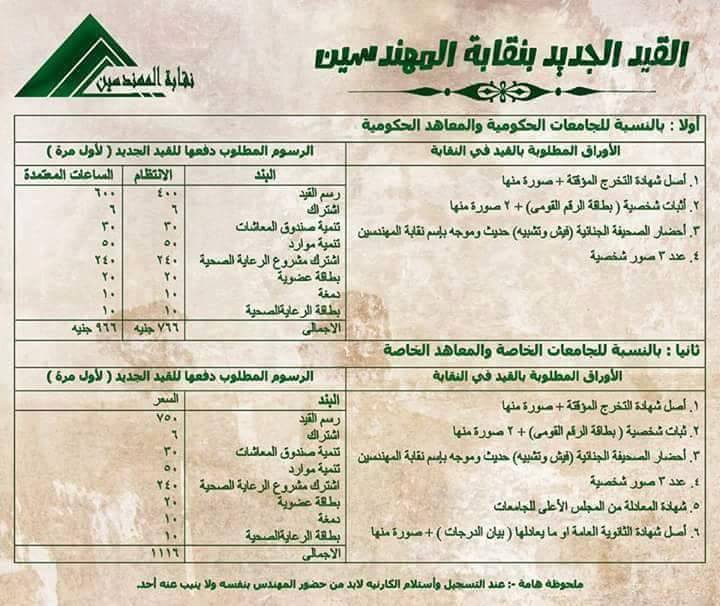 القيد الجديد بنقابة المهندسين
نقابة المهندسين
أولا : بالنسبة للجامعات الحكومية والمعاهد الحكومية
الأوراق المطلوبة بالقيد في النقابة
١. أصل شهادة التخرج المؤقتة + صورة منها
٢. أثبات شخصية ( بطاقة الرقم القومى) + ٢ صورة منها
٣. أحضار الصحيفة الجنائية (فيش وتشبيه) حديث وموجه بإسم نقابة المهندسين
٤. عدد ٣ صور شخصية
الرسوم المطلوب دفعها للقيد الجديد ( لأول مرة )
البند الانتظام الساعات المعتمدة
رسم القيد ٤٠٠ ٦٠٠
اشتراك ٦ ٦
تنمية صندوق المعاشات ٣٠ ٣٠
تنمية موارد ٥٠ ٥٠
اشترك مشروع الرعاية الصحية ٢٤٠ ٢٤٠
بطاقة عضوية ٢٠ ٢٠
دمغة ١٠ ١٠
بطاقة الرعايةالصحية ١٠ ١٠
الاجمالى ٧٦٦ جنيه ٩٦٦ جنيه
ثانيا : بالنسبة للجامعات الخاصة والمعاهد الخاصة
الأوراق المطلوبة بالقيد في النقابة
١. أصل شهادة التخرج المؤقتة + صورة منها
٢. ثبات شخصية ( بطاقة الرقم القومى) + ٢ صورة منها
٣. أحضار الصحيفة الجنائية (فيش وتشبيه) حديث وموجه بإسم نقابة المهندسين
٤. عدد ٣ صور شخصية
٥. شهادة المعادلة من المجلس الأعلى للجامعات
٦. أصل شهادة الثانوية العامة او ما يعادلها ( بيان الدرجات ) + صورة منها
الرسوم المطلوب دفعها للقيد الجديد ( لأول مرة )
البند السعر
رسم القيد ٧٥٠
اشتراك ٦
تنمية صندوق المعاشات ٣٠
تنمية موارد ٥٠
اشترك مشروع الرعاية الصحية ٢٤٠
بطاقة عضوية ٢٠
دمغة ١٠
بطاقة الرعايةالصحية ١٠
الاجمالى ١١١٦
ملحوظة هامة :- عند التسجيل وأستلام الكارنيه لابد من حضور المهندس بنفسه ولا ينيب عنه أحد.